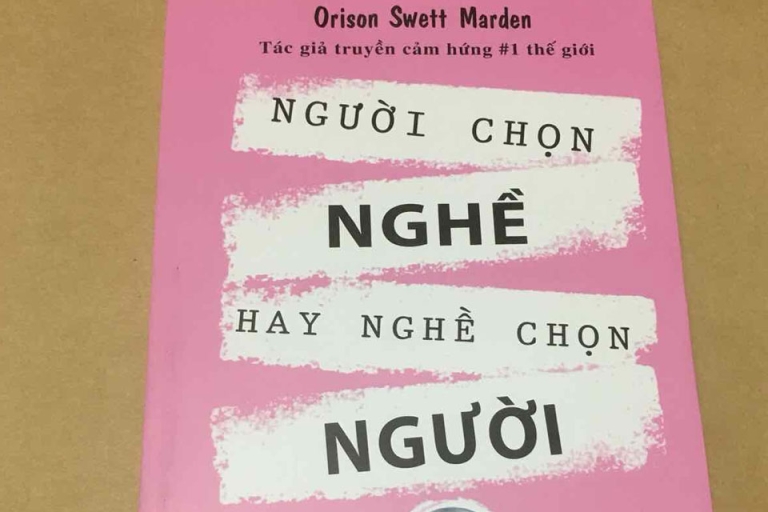 Orison Swett Marden
Tác giả truyền cảm hứng #1 thế giới
NGƯỜI CHỌN
NGHỀ
HAY NGHỀ CHỌN
NGƯỜI